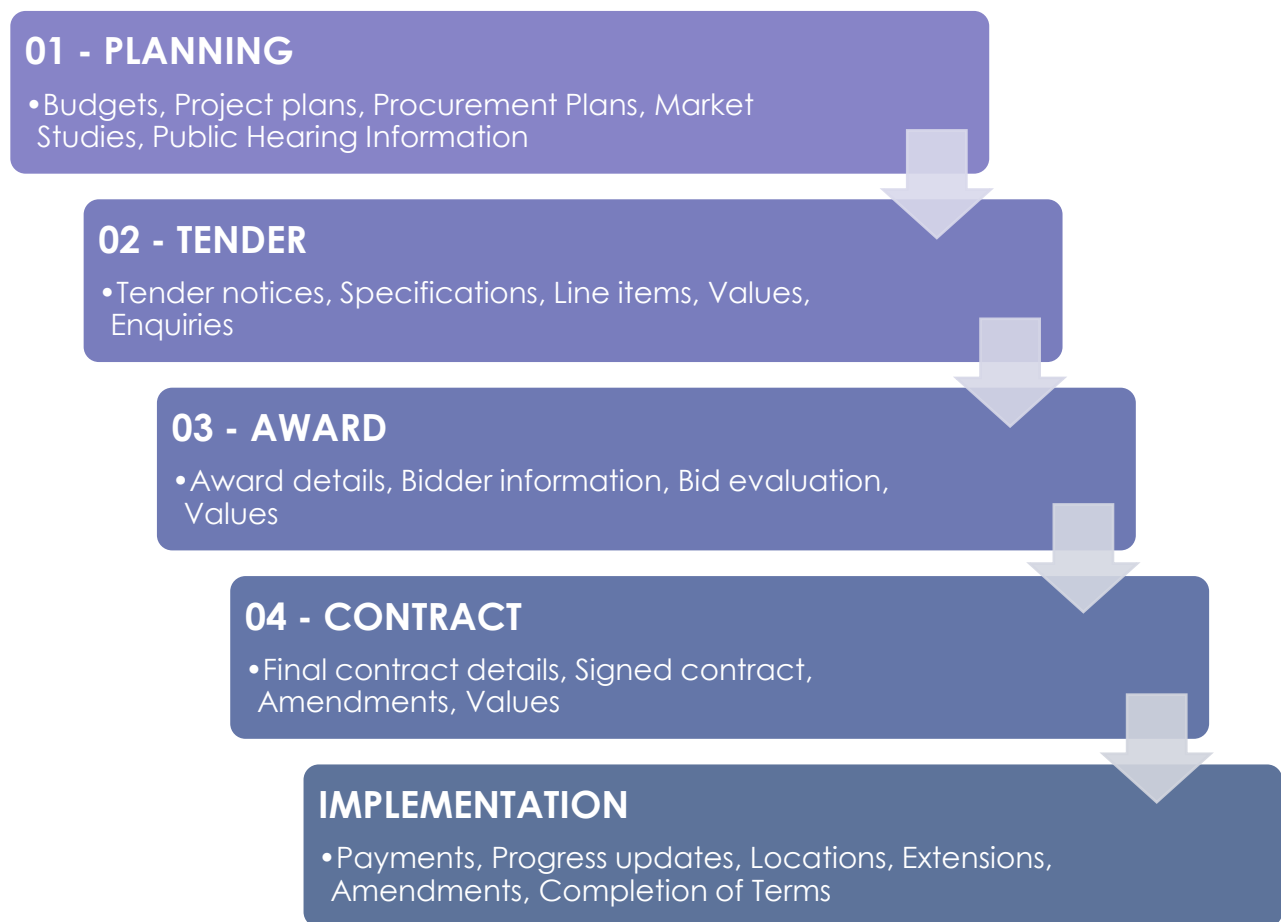 01 - PLANNING
•Budgets, Project plans, Procurement Plans, Market
Studies, Public Hearing Information
02 - TENDER
•Tender notices, Specifications, Line items, Values,
Enquiries
03 - AWARD
•Award details, Bidder information, Bid evaluation,
Values
04 - CONTRACT
•Final contract details, Signed contract,
Amendments, Values
IMPLEMENTATION
•Payments, Progress updates, Locations, Extensions,
Amendments, Completion of Terms